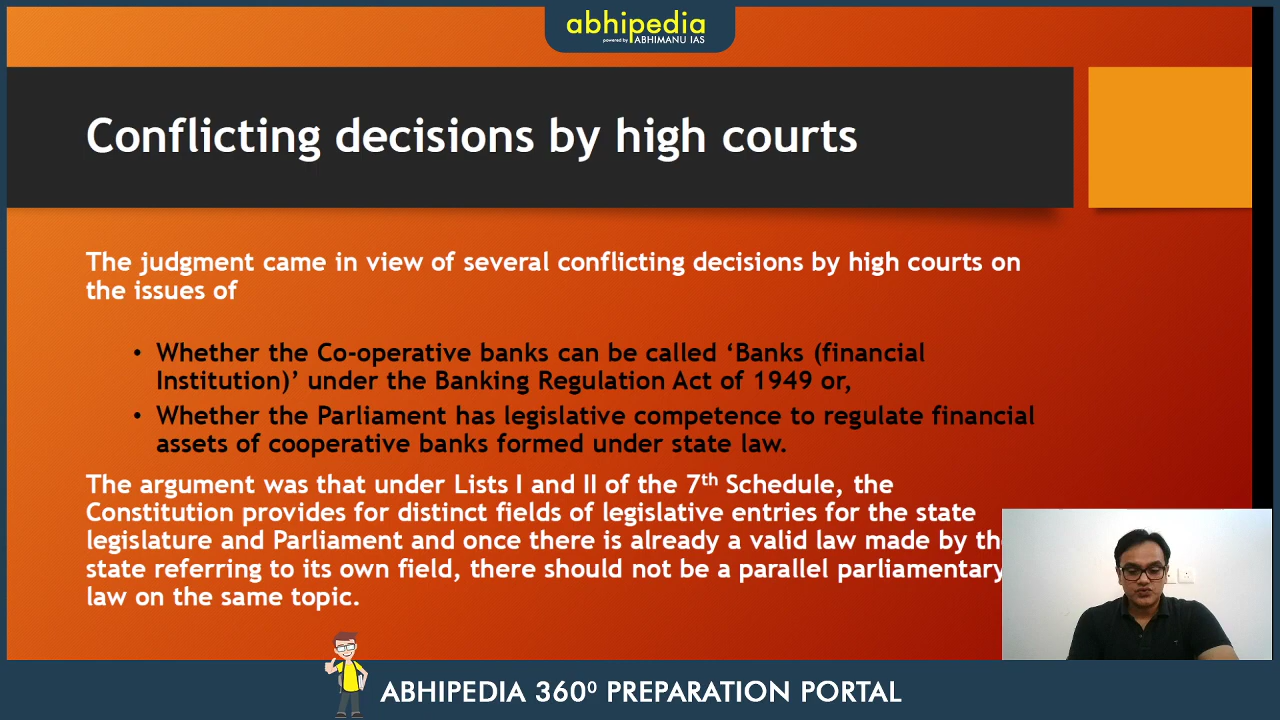 abhipedia
powered by ABHIMANU IAS
Conflicting decisions by high courts
The judgment came in view of several conflicting decisions by high courts on
the issues of
• Whether the Co-operative banks can be called ‘Banks (financial
Institution)’ under the Banking Regulation Act of 1949 or,
• Whether the Parliament has legislative competence to regulate financial
assets of cooperative banks formed under state law.
The argument was that under Lists I and II of the 7th Schedule, the
Constitution provides for distinct fields of legislative entries for the state
legislature and Parliament and once there is already a valid law made by th
state referring to its own field, there should not be a parallel parliamentary
law on the same topic.
ABHIPEDIA 360⁰ PREPARATION PORTAL